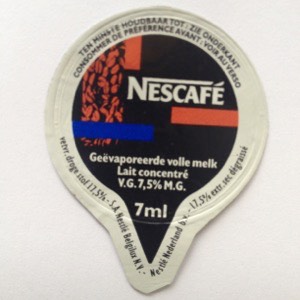 TEN MINSTE HOUDBAAR TOT: ZIE ONDERKANT
CONSOMMER DE PRÉFÉRENCE AVANT: VOIR AU VERSO
NESCAFÉ
Geëvaporeerde volle melk
Lait concentré
V.G. 7,5% M.G.
7ml
vetvr. droge stof 17,5% - S.A. Nestlé Belgilux N.V. - Nestlé Nederland b.v. - 17,5% extr. sec dégraissé